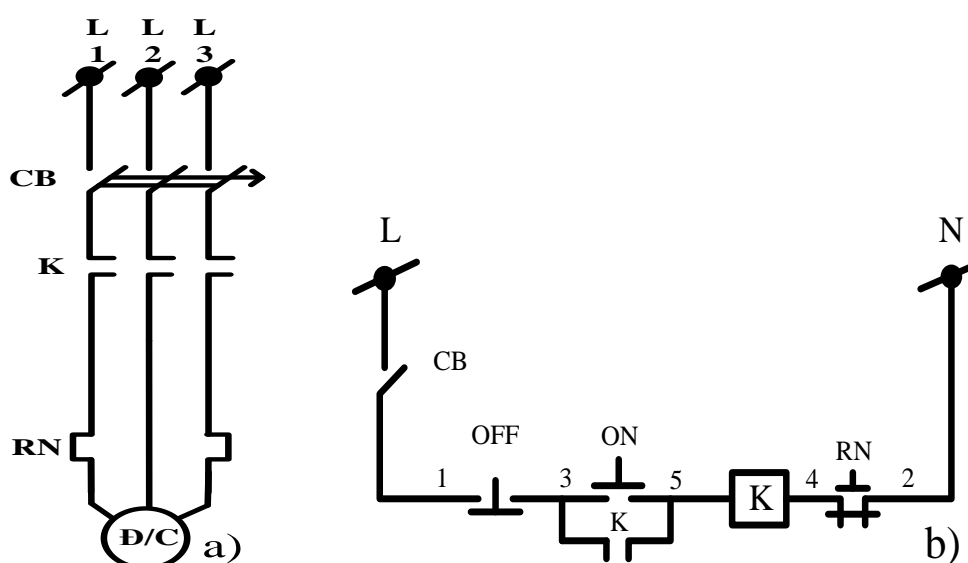 L L L
1 2 3
CB
K
RN
Đ/C a)
L N
CB
OFF ON RN
1 3 5 K 4 2
K
b)